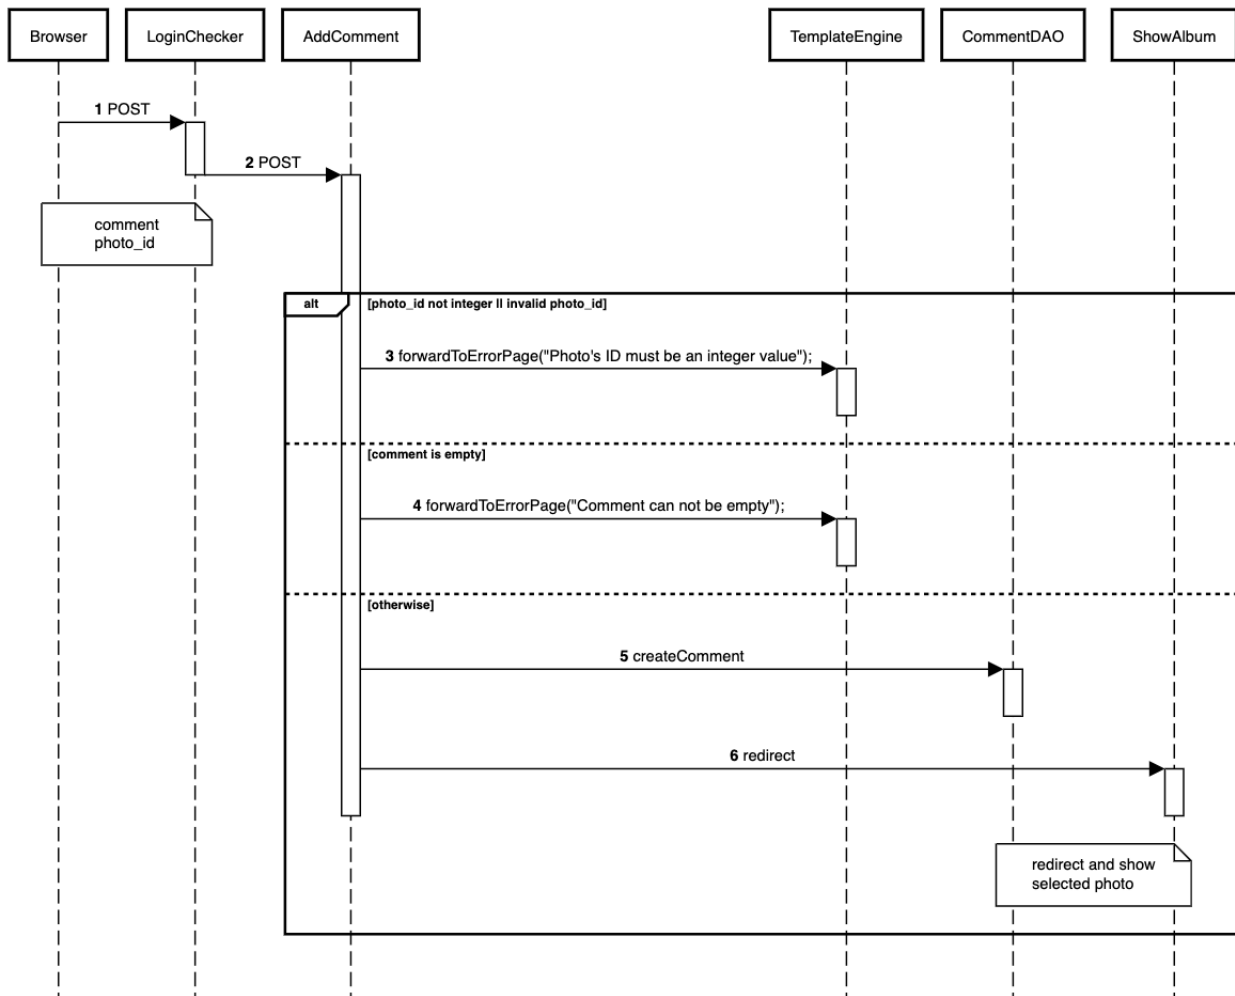 Browser
LoginChecker
AddComment
TemplateEngine
CommentDAO
ShowAlbum
1 POST
2 POST
comment
photo_id
alt
[photo_id not integer || invalid photo_id]
3 forwardToErrorPage("Photo's ID must be an integer value");
[comment is empty]
4 forwardToErrorPage("Comment can not be empty");
[otherwise]
5 createComment
6 redirect
redirect and show
selected photo